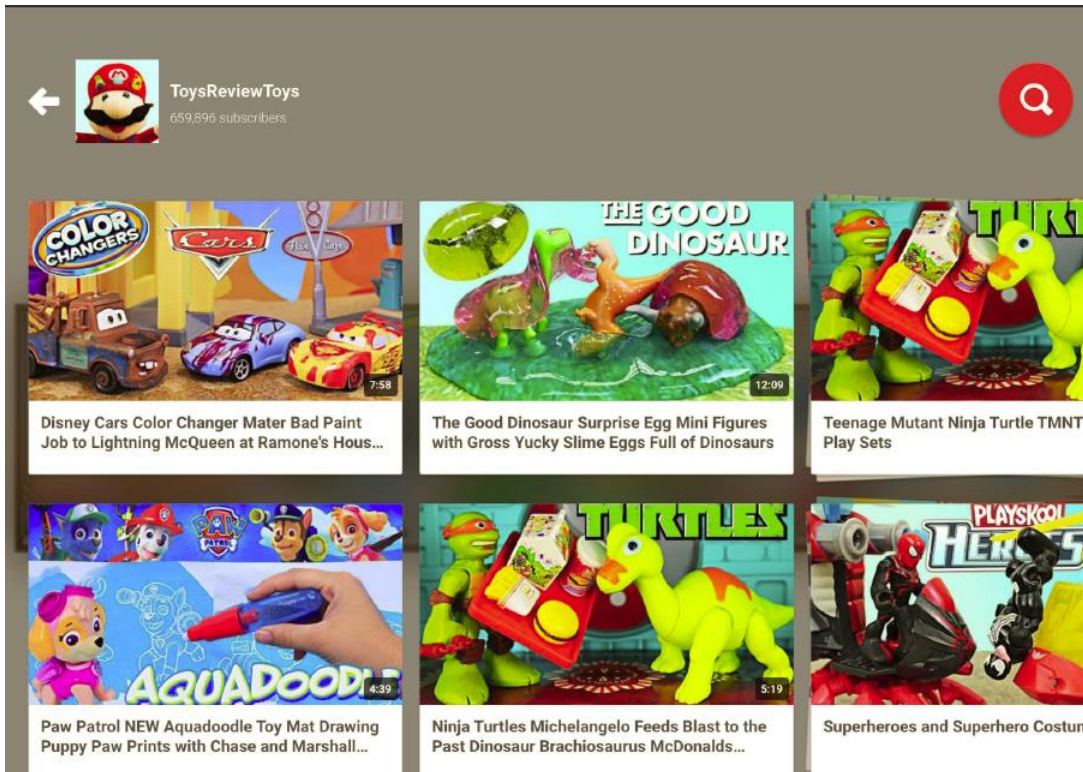 ToysReviewToys
659,896 subscribers
COLOR
CHANGERS
Cars
THE GOOD
DINOSAUR
7:58
12:09
Disney Cars Color Changer Mater Bad Paint
Job to Lightning McQueen at Ramone's Hous...
The Good Dinosaur Surprise Egg Mini Figures
with Gross Yucky Slime Eggs Full of Dinosaurs
Teenage Mutant Ninja Turtle TMNT
Play Sets
PAW
PATROL
AQUADOODLE
TURTLES
PLAYSKOOL
HEROES
4:39
5:19
Paw Patrol NEW Aquadoodle Toy Mat Drawing
Puppy Paw Prints with Chase and Marshall...
Ninja Turtles Michelangelo Feeds Blast to the
Past Dinosaur Brachiosaurus McDonalds...
Superheroes and Superhero Costum